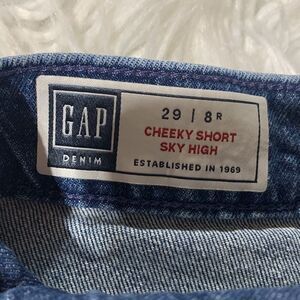 GAP
DENIM
29 | 8R
CHEEKY SHORT
SKY HIGH
ESTABLISHED IN 1969